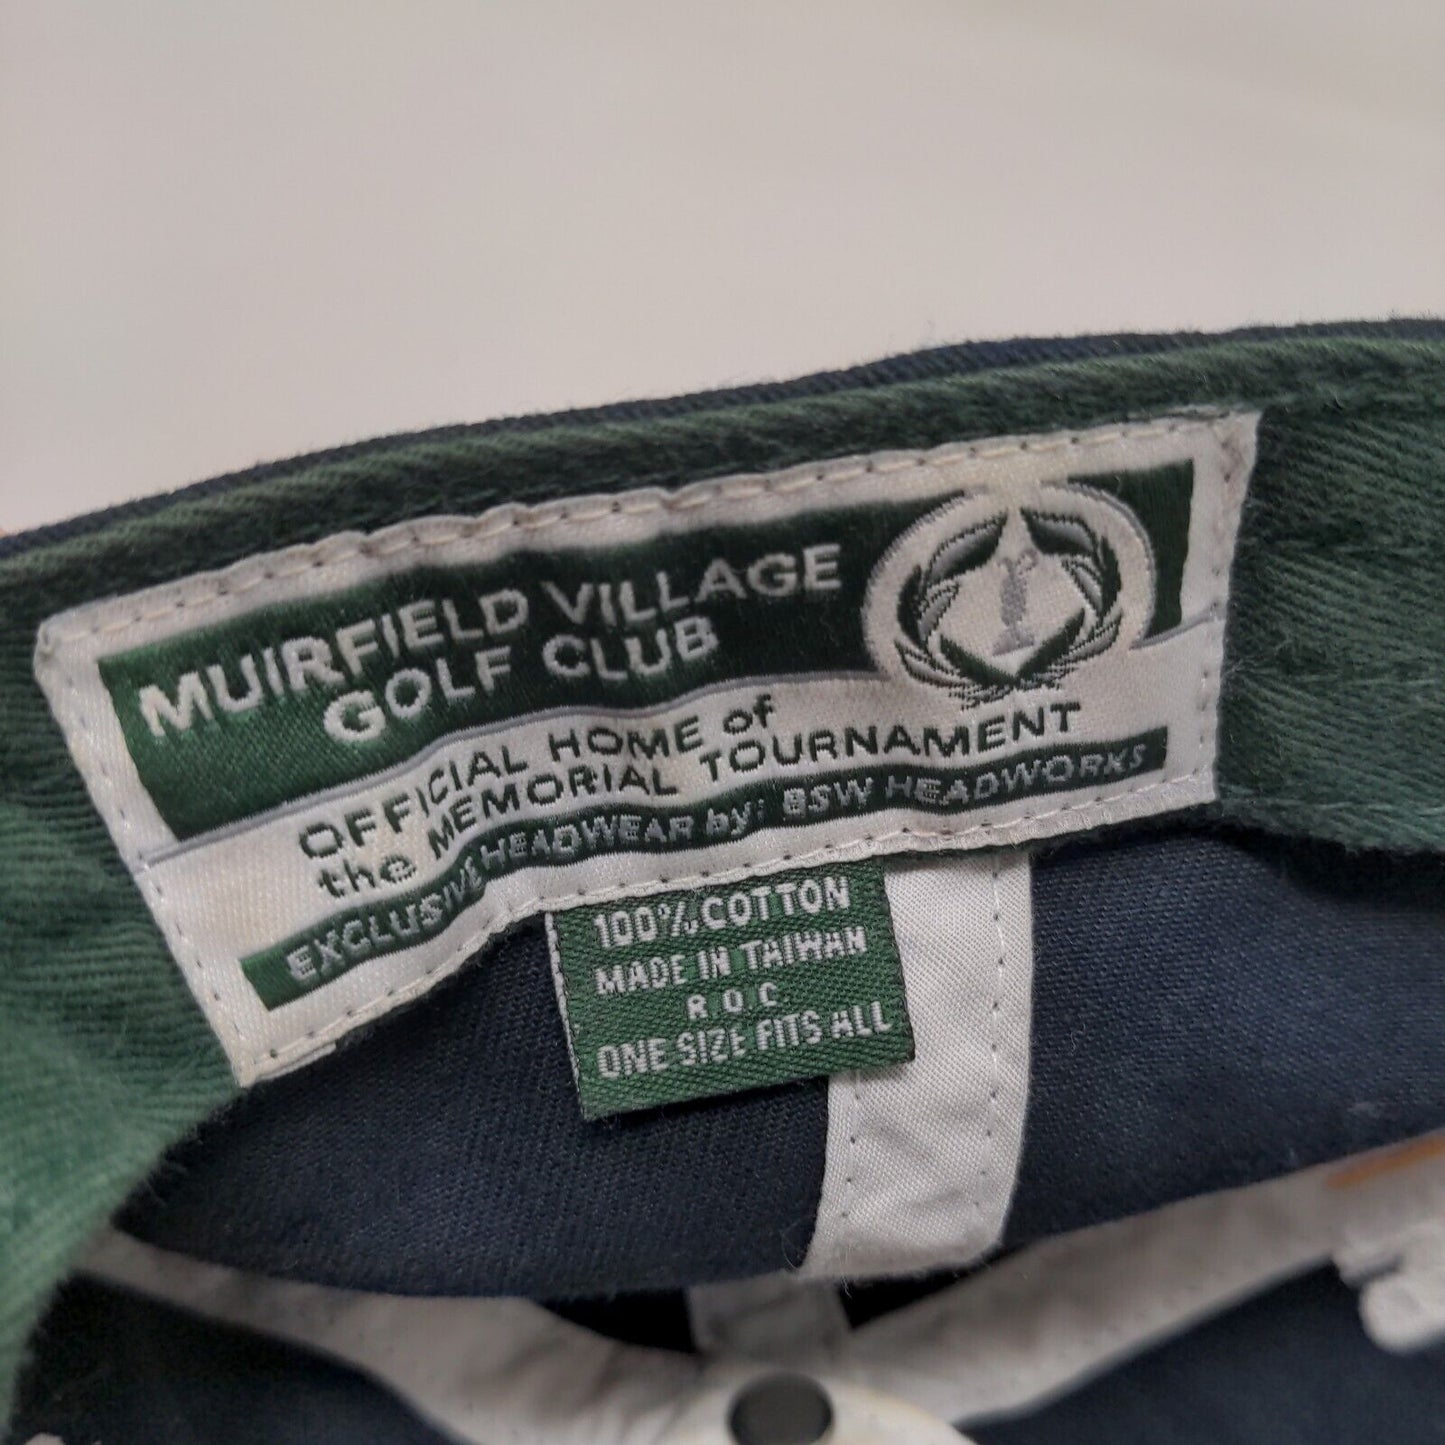 MUIRFIELD VILLAGE
GOLF CLUB
OFFICIAL HOME of
the MEMORIAL TOURNAMENT
EXCLUSIVE HEADWEAR by: BSW HEADWORKS
100% COTTON
MADE IN TAIWAN
R.O.C.
ONE SIZE FITS ALL